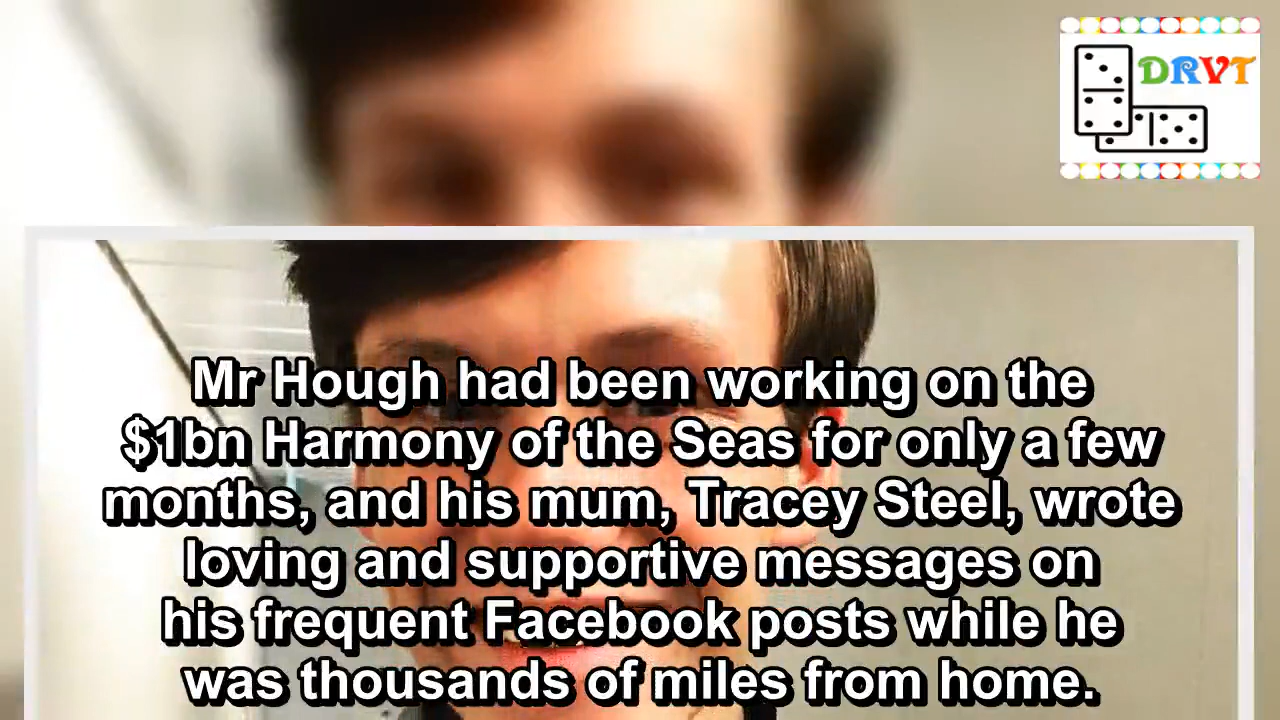 DRVT
Mr Hough had been working on the
$1bn Harmony of the Seas for only a few
months, and his mum, Tracey Steel, wrote
loving and supportive messages on
his frequent Facebook posts while he
was thousands of miles from home.